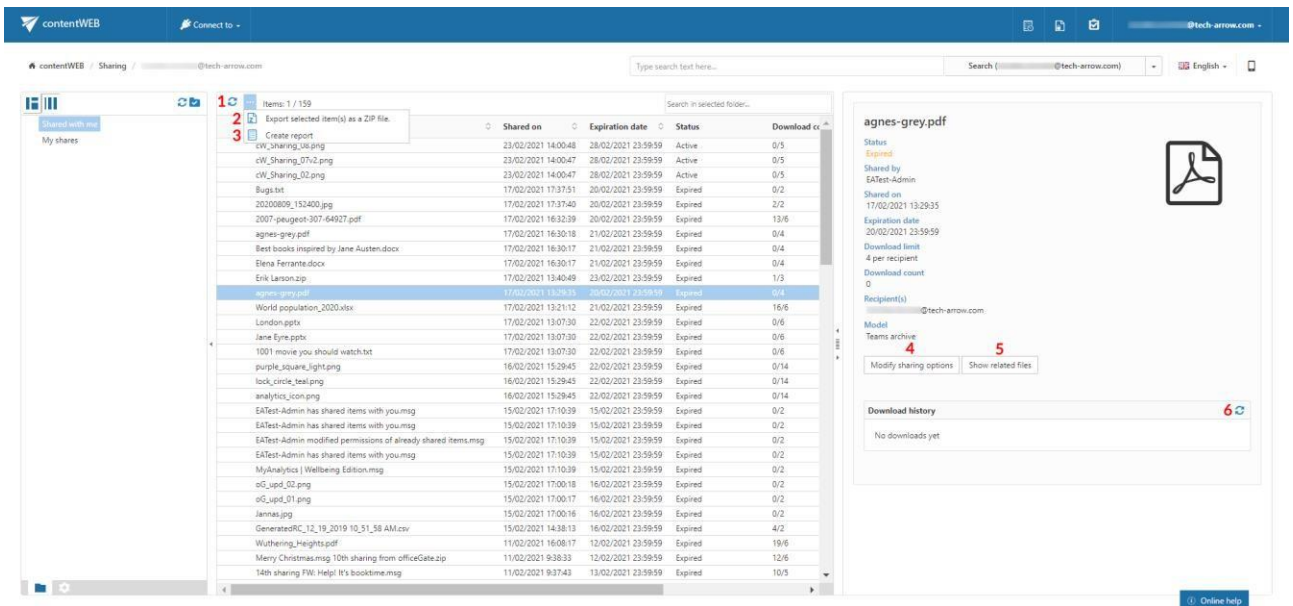 contentWEB
Connect to
@tech-arrow.com
contentWEB / Sharing / @tech-arrow.com
Type search text here...
Search ( @tech-arrow.com)
English
1
Items: 1 / 159
Search in selected folder...
2 Export selected item(s) as a ZIP file.
3 Create report
Shared with me
My shares
Shared on Expiration date Status Download co
cW_Sharing_08.png 23/02/2021 14:00:48 28/02/2021 23:59:59 Active 0/5
cW_Sharing_07v2.png 23/02/2021 14:00:47 28/02/2021 23:59:59 Active 0/5
cW_Sharing_02.png 23/02/2021 14:00:47 28/02/2021 23:59:59 Active 0/5
Bugs.txt 17/02/2021 17:37:51 20/02/2021 23:59:59 Expired 0/2
20200809_152400.jpg 17/02/2021 17:37:40 20/02/2021 23:59:59 Expired 2/2
2007-peugeot-307-64927.pdf 17/02/2021 16:32:39 20/02/2021 23:59:59 Expired 13/6
agnes-grey.pdf 17/02/2021 16:30:18 21/02/2021 23:59:59 Expired 0/4
Best books inspired by Jane Austen.docx 17/02/2021 16:30:17 21/02/2021 23:59:59 Expired 0/4
Elena Ferrante.docx 17/02/2021 16:30:17 21/02/2021 23:59:59 Expired 0/4
Erik Larson.zip 17/02/2021 13:40:49 23/02/2021 23:59:59 Expired 1/3
agnes-grey.pdf 17/02/2021 13:29:35 20/02/2021 23:59:59 Expired 0/4
World population_2020.xlsx 17/02/2021 13:21:12 21/02/2021 23:59:59 Expired 16/6
London.pptx 17/02/2021 13:07:30 22/02/2021 23:59:59 Expired 0/6
Jane Eyre.pptx 17/02/2021 13:07:30 22/02/2021 23:59:59 Expired 0/6
1001 movie you should watch.txt 17/02/2021 13:07:30 22/02/2021 23:59:59 Expired 0/6
purple_square_light.png 16/02/2021 15:29:45 22/02/2021 23:59:59 Expired 0/14
lock_circle_teal.png 16/02/2021 15:29:45 22/02/2021 23:59:59 Expired 0/14
analytics_icon.png 16/02/2021 15:29:45 22/02/2021 23:59:59 Expired 0/14
EATest-Admin has shared items with you.msg 15/02/2021 17:10:39 15/02/2021 23:59:59 Expired 0/2
EATest-Admin has shared items with you.msg 15/02/2021 17:10:39 15/02/2021 23:59:59 Expired 0/2
EATest-Admin modified permissions of already shared items.msg 15/02/2021 17:10:39 15/02/2021 23:59:59 Expired 0/2
EATest-Admin has shared items with you.msg 15/02/2021 17:10:39 15/02/2021 23:59:59 Expired 0/2
MyAnalytics | Wellbeing Edition.msg 15/02/2021 17:10:39 15/02/2021 23:59:59 Expired 0/2
oG_upd_02.png 15/02/2021 17:00:18 16/02/2021 23:59:59 Expired 0/2
oG_upd_01.png 15/02/2021 17:00:17 16/02/2021 23:59:59 Expired 0/2
Jannas.jpg 15/02/2021 17:00:16 16/02/2021 23:59:59 Expired 0/2
GeneratedRC_12_19_2019 10_51_58 AM.csv 15/02/2021 14:38:13 16/02/2021 23:59:59 Expired 4/2
Wuthering_Heights.pdf 11/02/2021 16:08:17 12/02/2021 23:59:59 Expired 19/6
Merry Christmas.msg 10th sharing from officeGate.zip 11/02/2021 9:38:33 12/02/2021 23:59:59 Expired 12/6
14th sharing FW: Help! It's booktime.msg 11/02/2021 9:37:43 13/02/2021 23:59:59 Expired 10/5
agnes-grey.pdf
Status
Expired
Shared by
EATest-Admin
Shared on
17/02/2021 13:29:35
Expiration date
20/02/2021 23:59:59
Download limit
4 per recipient
Download count
0
Recipient(s)
@tech-arrow.com
Model
Teams archive
4 5
Modify sharing options Show related files
Download history 6
No downloads yet
Online help